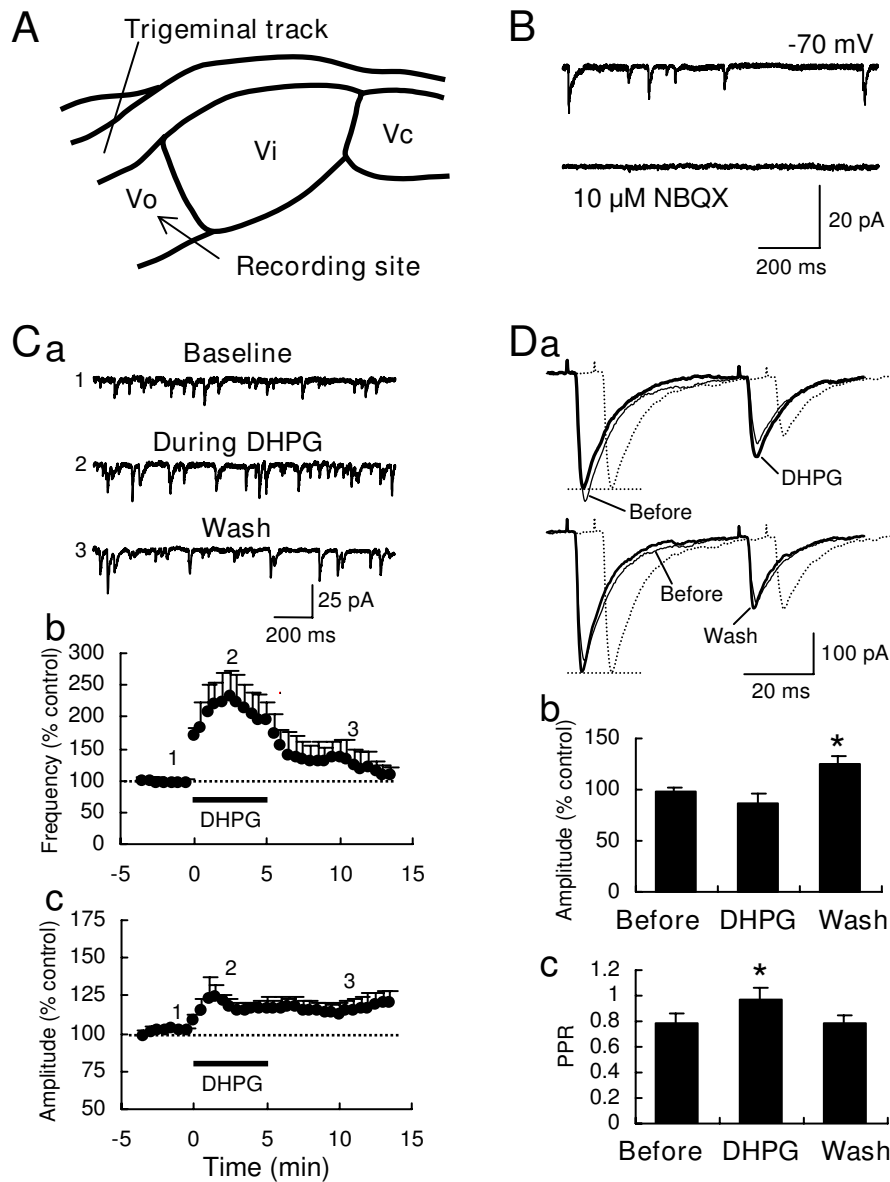 A
Trigeminal track
Vi
Vc
Vo
Recording site
B
-70 mV
10 µM NBQX
20 pA
200 ms
Ca
Baseline
1
During DHPG
2
Wash
3
25 pA
200 ms
b
Frequency (% control)
300
250
200
150
100
50
0
1
2
3
DHPG
-5 0 5 10 15
c
Amplitude (% control)
175
150
125
100
75
50
1
2
3
DHPG
-5 0 5 10 15
Time (min)
Da
DHPG
Before
Before
Wash
100 pA
20 ms
b
Amplitude (% control)
150
100
50
0
*
Before DHPG Wash
c
PPR
1.2
1
0.8
0.6
0.4
0.2
0
*
Before DHPG Wash